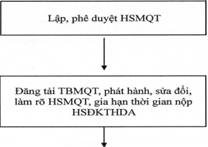 Lập, phê duyệt HSMQT
Đăng tải TBMQT, phát hành, sửa đổi,
làm rõ HSMQT, gia hạn thời gian nộp
HSĐKTHDA